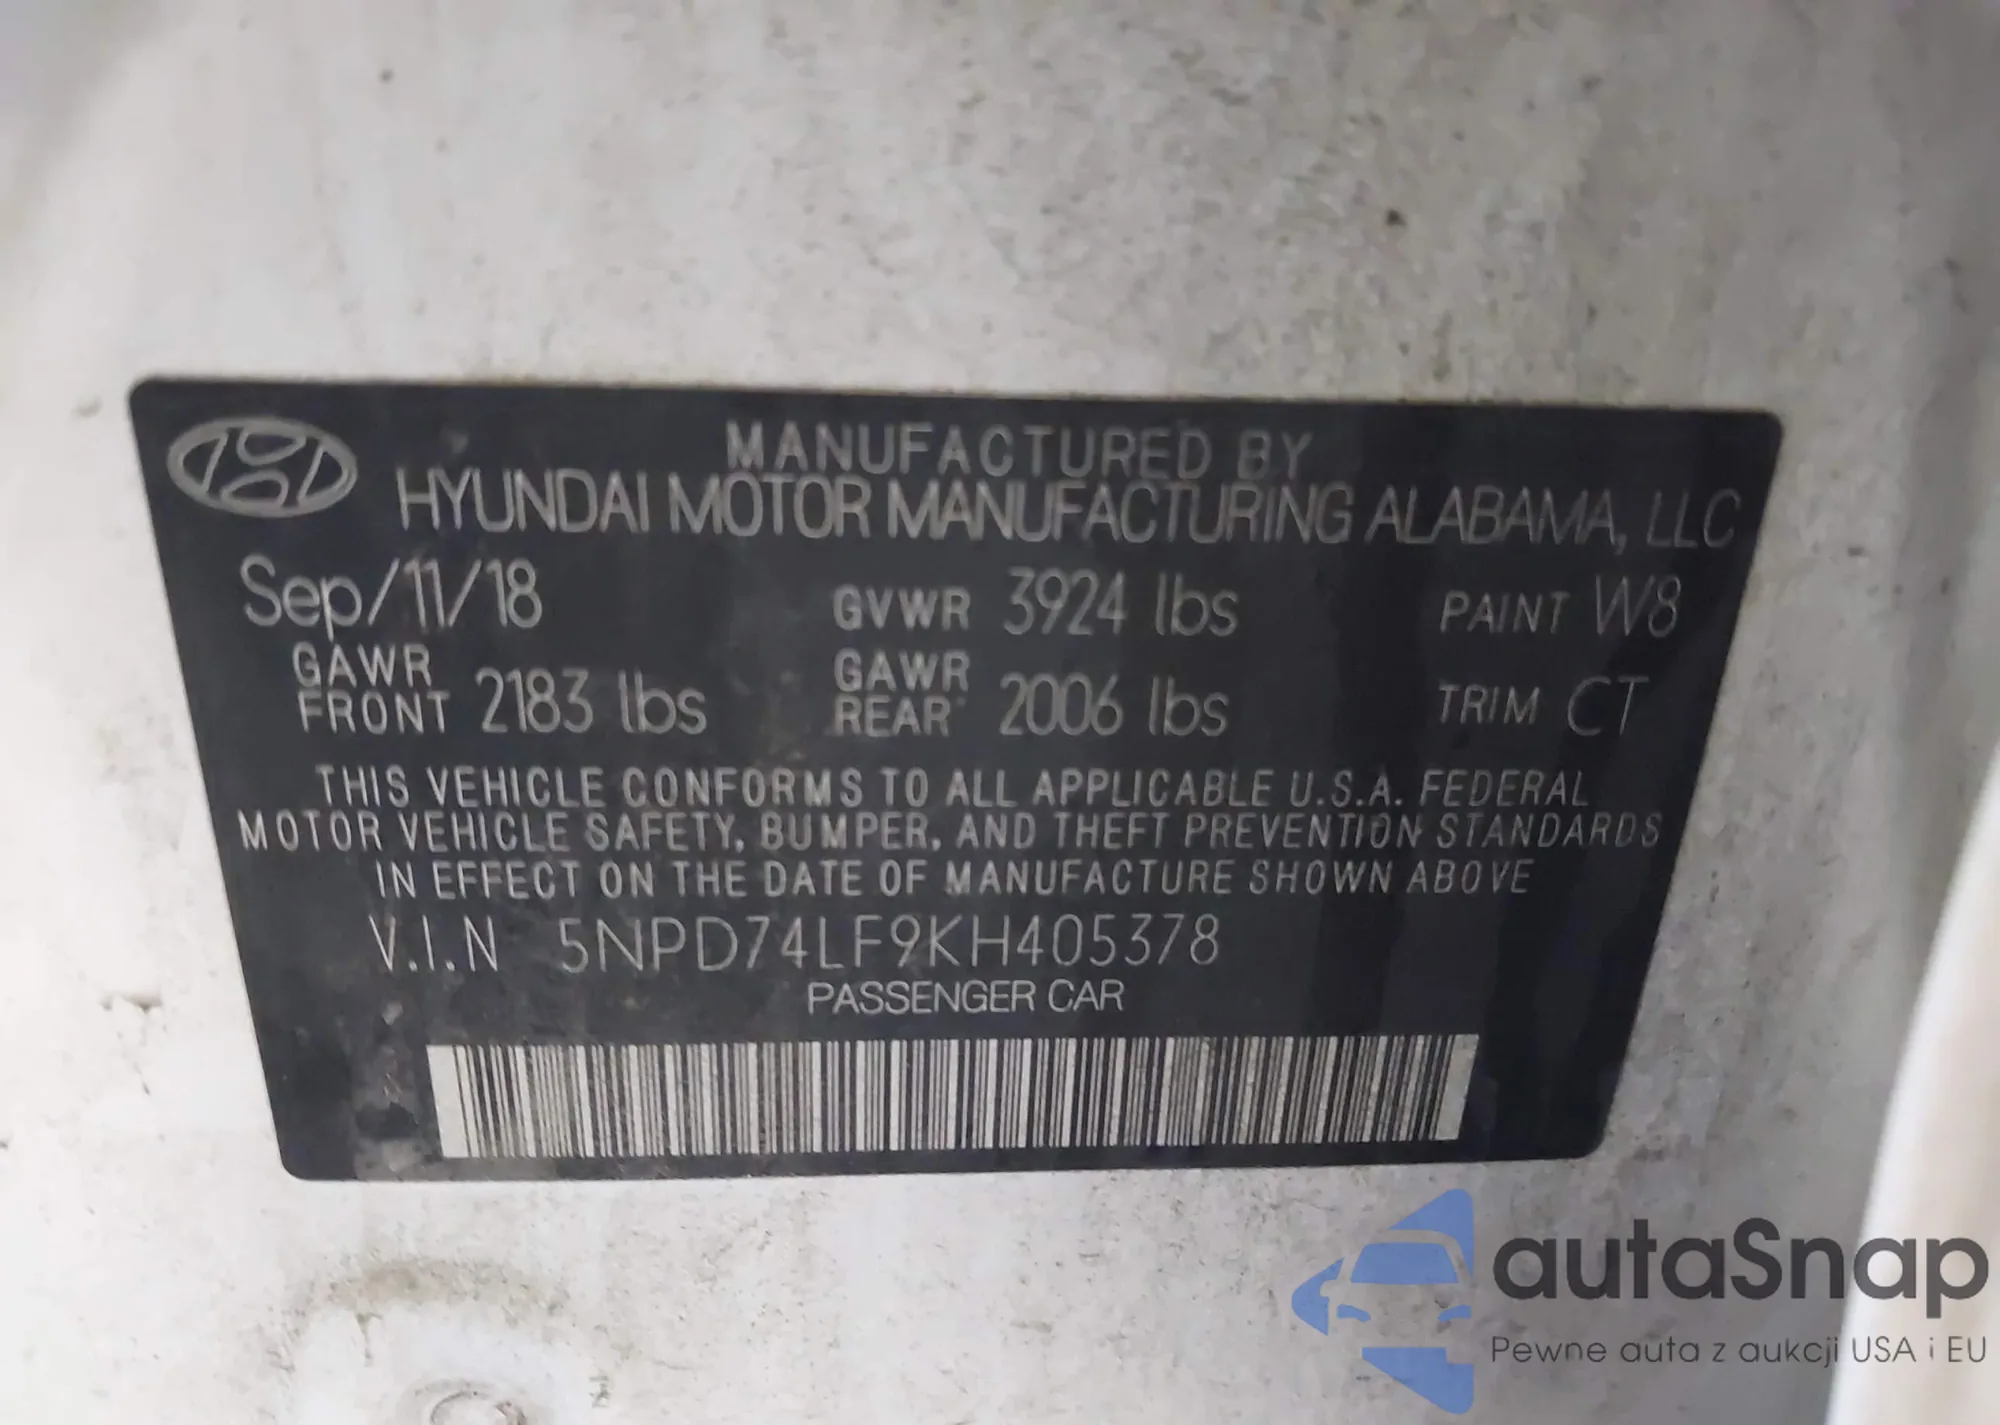 MANUFACTURED BY
HYUNDAI MOTOR MANUFACTURING ALABAMA, LLC
Sep/11/18 GVWR 3924 lbs PAINT W8
GAWR FRONT 2183 lbs GAWR REAR 2006 lbs TRIM CT
THIS VEHICLE CONFORMS TO ALL APPLICABLE U.S.A. FEDERAL
MOTOR VEHICLE SAFETY, BUMPER, AND THEFT PREVENTION STANDARDS
IN EFFECT ON THE DATE OF MANUFACTURE SHOWN ABOVE
V.I.N 5NPD74LF9KH405378
PASSENGER CAR
autaSnap
Pewne auta z aukcji USA i EU